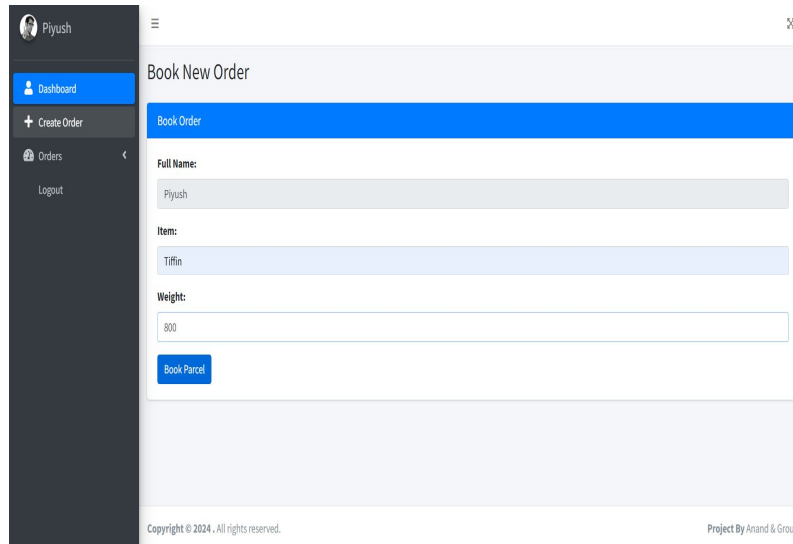 Piyush
Dashboard
Create Order
Orders
Logout
Book New Order
Book Order
Full Name:
Piyush
Item:
Tiffin
Weight:
800
Book Parcel
Copyright © 2024 . All rights reserved.
Project By Anand & Grou